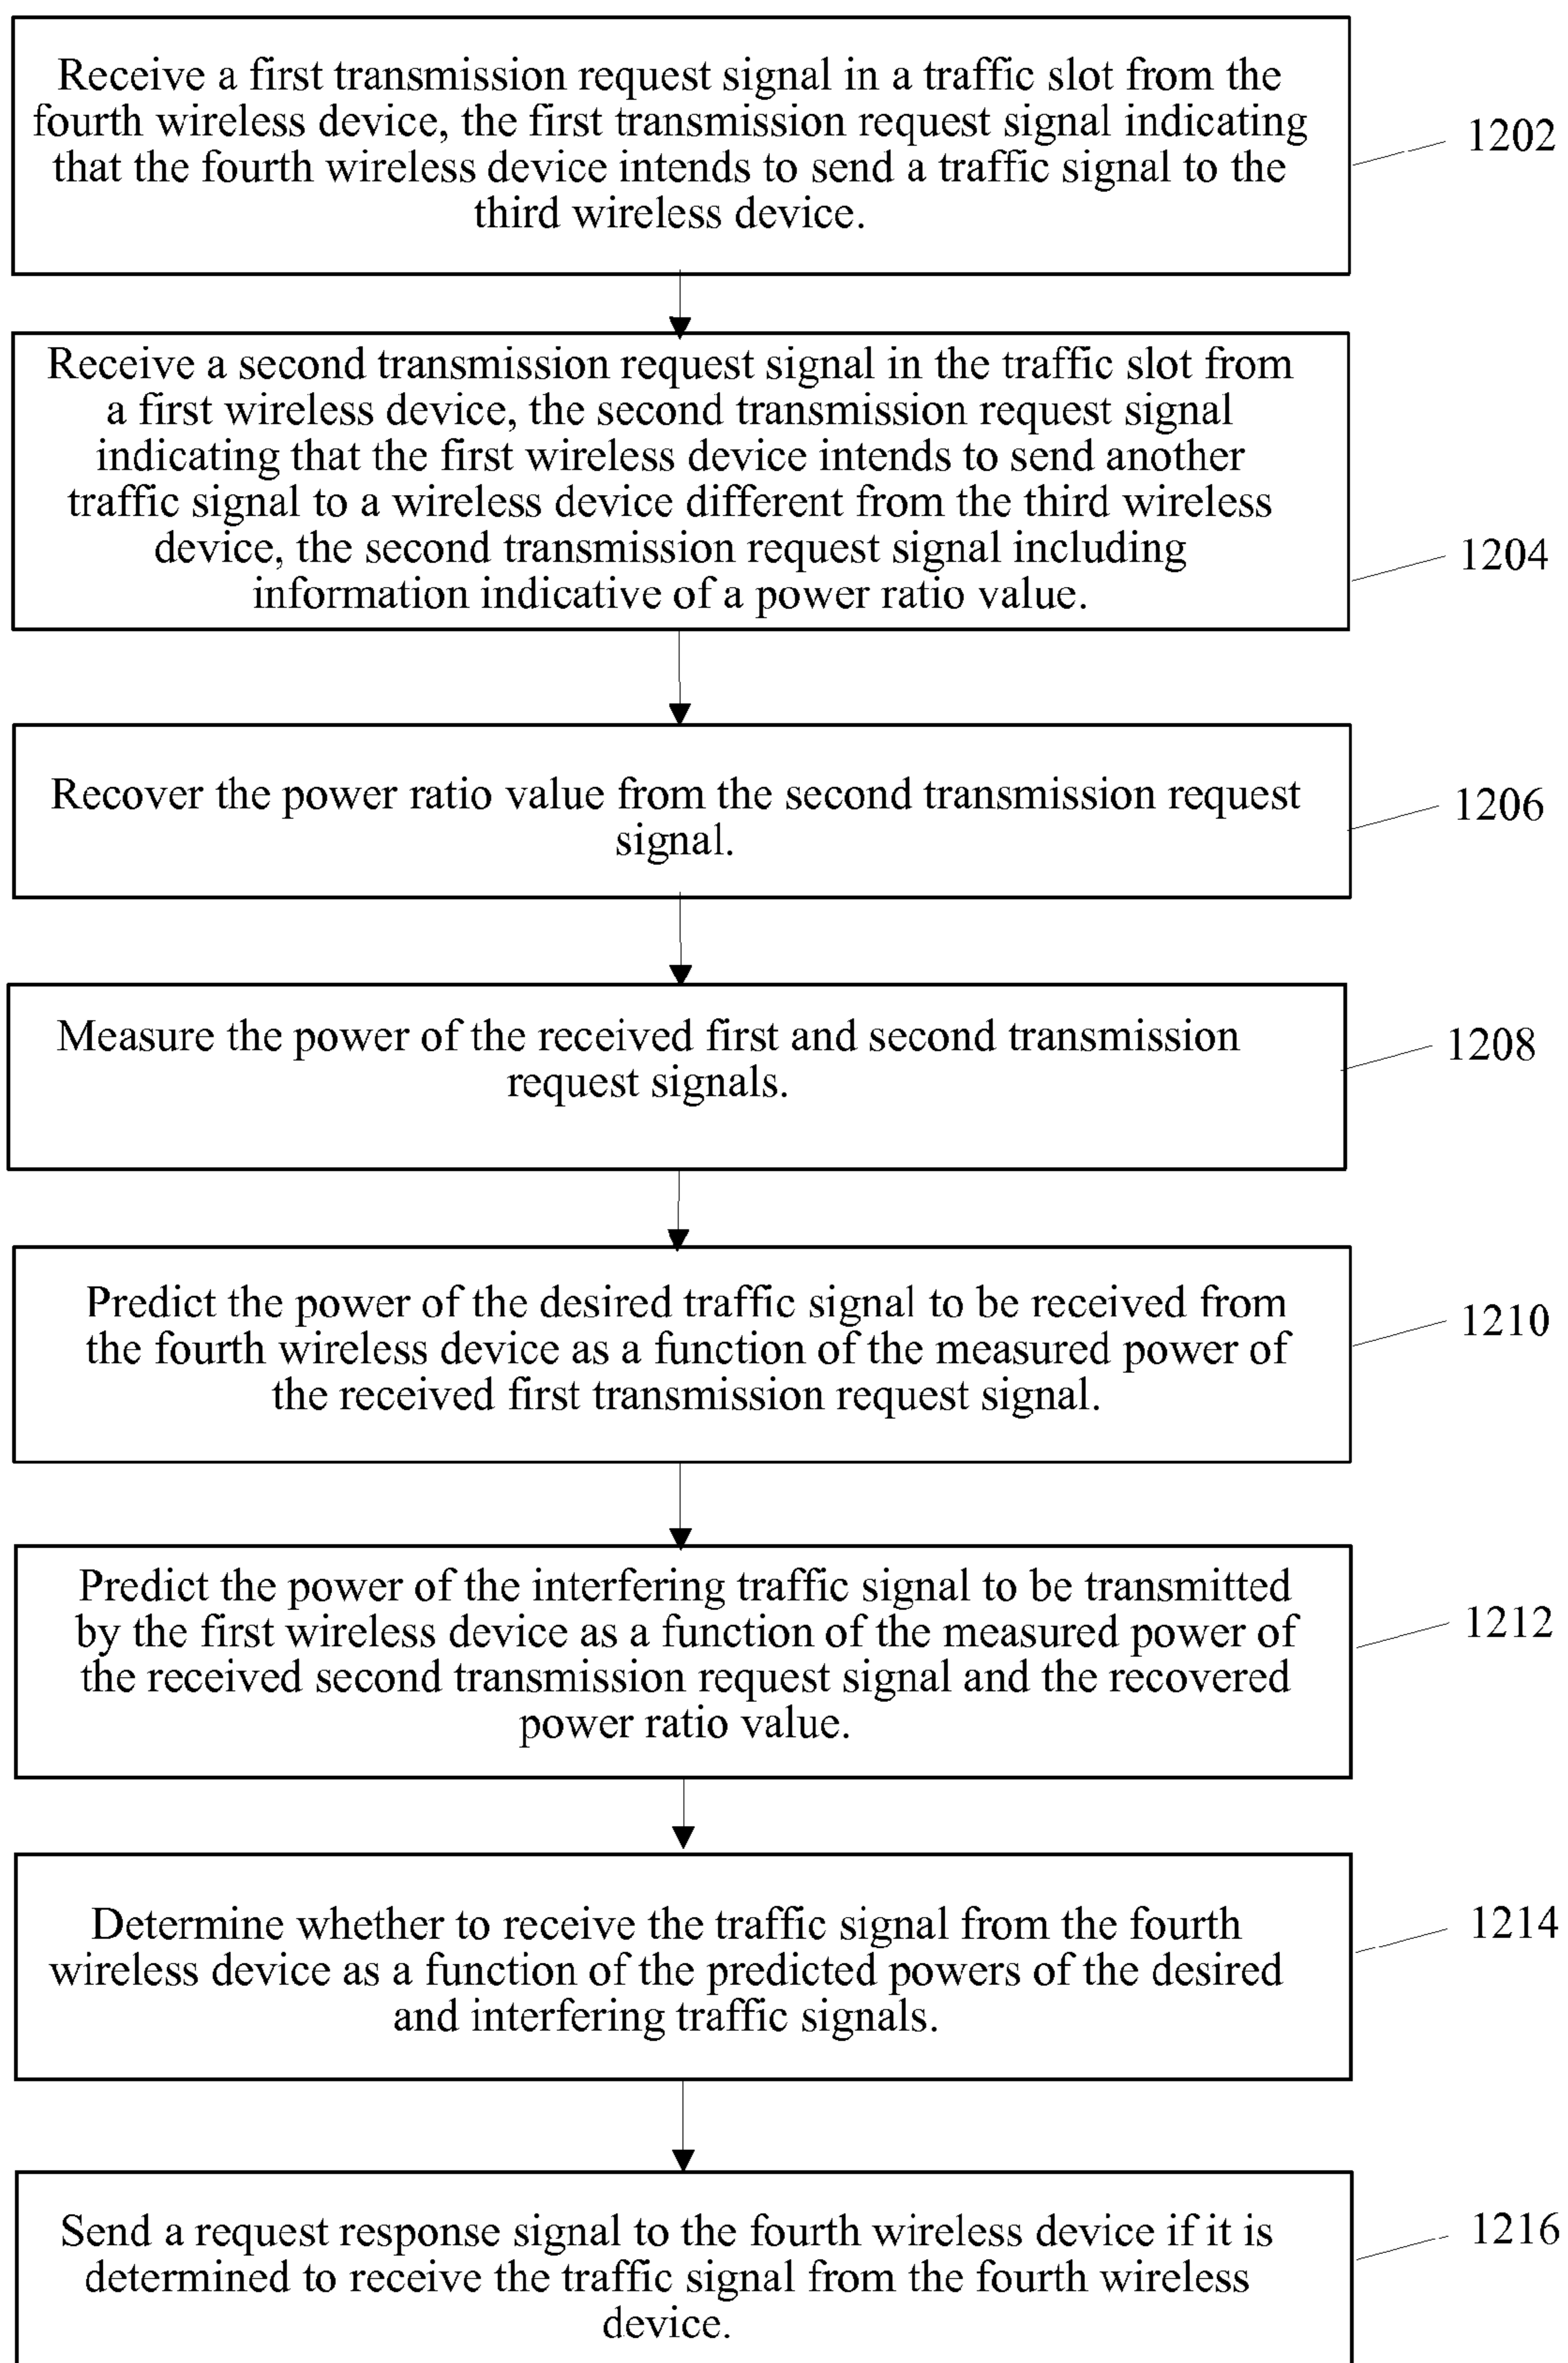 Receive a first transmission request signal in a traffic slot from the
fourth wireless device, the first transmission request signal indicating
that the fourth wireless device intends to send a traffic signal to the
third wireless device.
1202
Receive a second transmission request signal in the traffic slot from
a first wireless device, the second transmission request signal
indicating that the first wireless device intends to send another
traffic signal to a wireless device different from the third wireless
device, the second transmission request signal including
information indicative of a power ratio value.
1204
Recover the power ratio value from the second transmission request
signal.
1206
Measure the power of the received first and second transmission
request signals.
1208
Predict the power of the desired traffic signal to be received from
the fourth wireless device as a function of the measured power of
the received first transmission request signal.
1210
Predict the power of the interfering traffic signal to be transmitted
by the first wireless device as a function of the measured power of
the received second transmission request signal and the recovered
power ratio value.
1212
Determine whether to receive the traffic signal from the fourth
wireless device as a function of the predicted powers of the desired
and interfering traffic signals.
1214
Send a request response signal to the fourth wireless device if it is
determined to receive the traffic signal from the fourth wireless
device.
1216